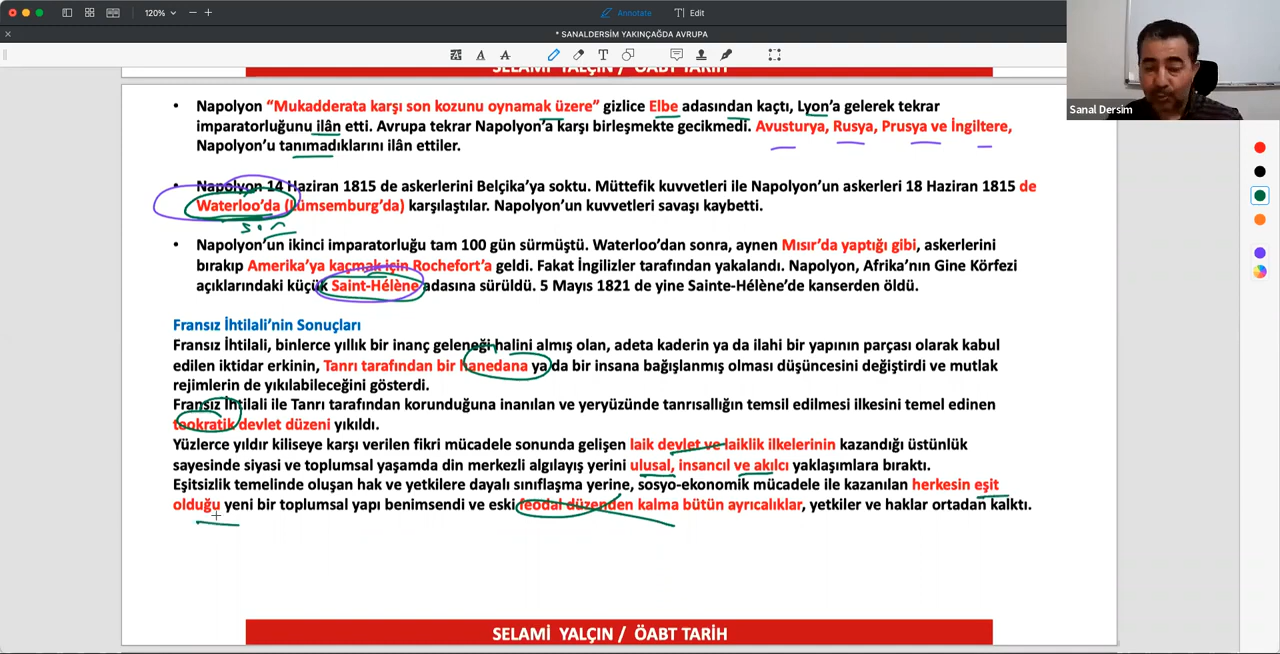 120%
Annotate
Edit
* SANALDERSİM YAKINÇAĞDA AVRUPA
SELAMİ YALÇIN / ÖABT TARİH
Sanal Dersim
• Napolyon “Mukadderata karşı son kozunu oynamak üzere” gizlice Elbe adasından kaçtı, Lyon’a gelerek tekrar
imparatorluğunu ilân etti. Avrupa tekrar Napolyon’a karşı birleşmekte gecikmedi. Avusturya, Rusya, Prusya ve İngiltere,
Napolyon’u tanımadıklarını ilân ettiler.
• Napolyon 14 Haziran 1815 de askerlerini Belçika’ya soktu. Müttefik kuvvetleri ile Napolyon’un askerleri 18 Haziran 1815 de
Waterloo’da (Lümsemburg’da) karşılaştılar. Napolyon’un kuvvetleri savaşı kaybetti.
son
• Napolyon’un ikinci imparatorluğu tam 100 gün sürmüştü. Waterloo’dan sonra, aynen Mısır’da yaptığı gibi, askerlerini
bırakıp Amerika’ya kaçmak için Rochefort’a geldi. Fakat İngilizler tarafından yakalandı. Napolyon, Afrika’nın Gine Körfezi
açıklarındaki küçük Saint-Hélène adasına sürüldü. 5 Mayıs 1821 de yine Sainte-Hélène’de kanserden öldü.
Fransız İhtilali’nin Sonuçları
Fransız İhtilali, binlerce yıllık bir inanç geleneği halini almış olan, adeta kaderin ya da ilahi bir yapının parçası olarak kabul
edilen iktidar erkinin, Tanrı tarafından bir hanedana ya da bir insana bağışlanmış olması düşüncesini değiştirdi ve mutlak
rejimlerin de yıkılabileceğini gösterdi.
Fransız İhtilali ile Tanrı tarafından korunduğuna inanılan ve yeryüzünde tanrısallığın temsil edilmesi ilkesini temel edinen
teokratik devlet düzeni yıkıldı.
Yüzlerce yıldır kiliseye karşı verilen fikri mücadele sonunda gelişen laik devlet ve laiklik ilkelerinin kazandığı üstünlük
sayesinde siyasi ve toplumsal yaşamda din merkezli algılayış yerini ulusal, insancıl ve akılcı yaklaşımlara bıraktı.
Eşitsizlik temelinde oluşan hak ve yetkilere dayalı sınıflaşma yerine, sosyo-ekonomik mücadele ile kazanılan herkesin eşit
olduğu yeni bir toplumsal yapı benimsendi ve eski feodal düzenden kalma bütün ayrıcalıklar, yetkiler ve haklar ortadan kalktı.
SELAMİ YALÇIN / ÖABT TARİH